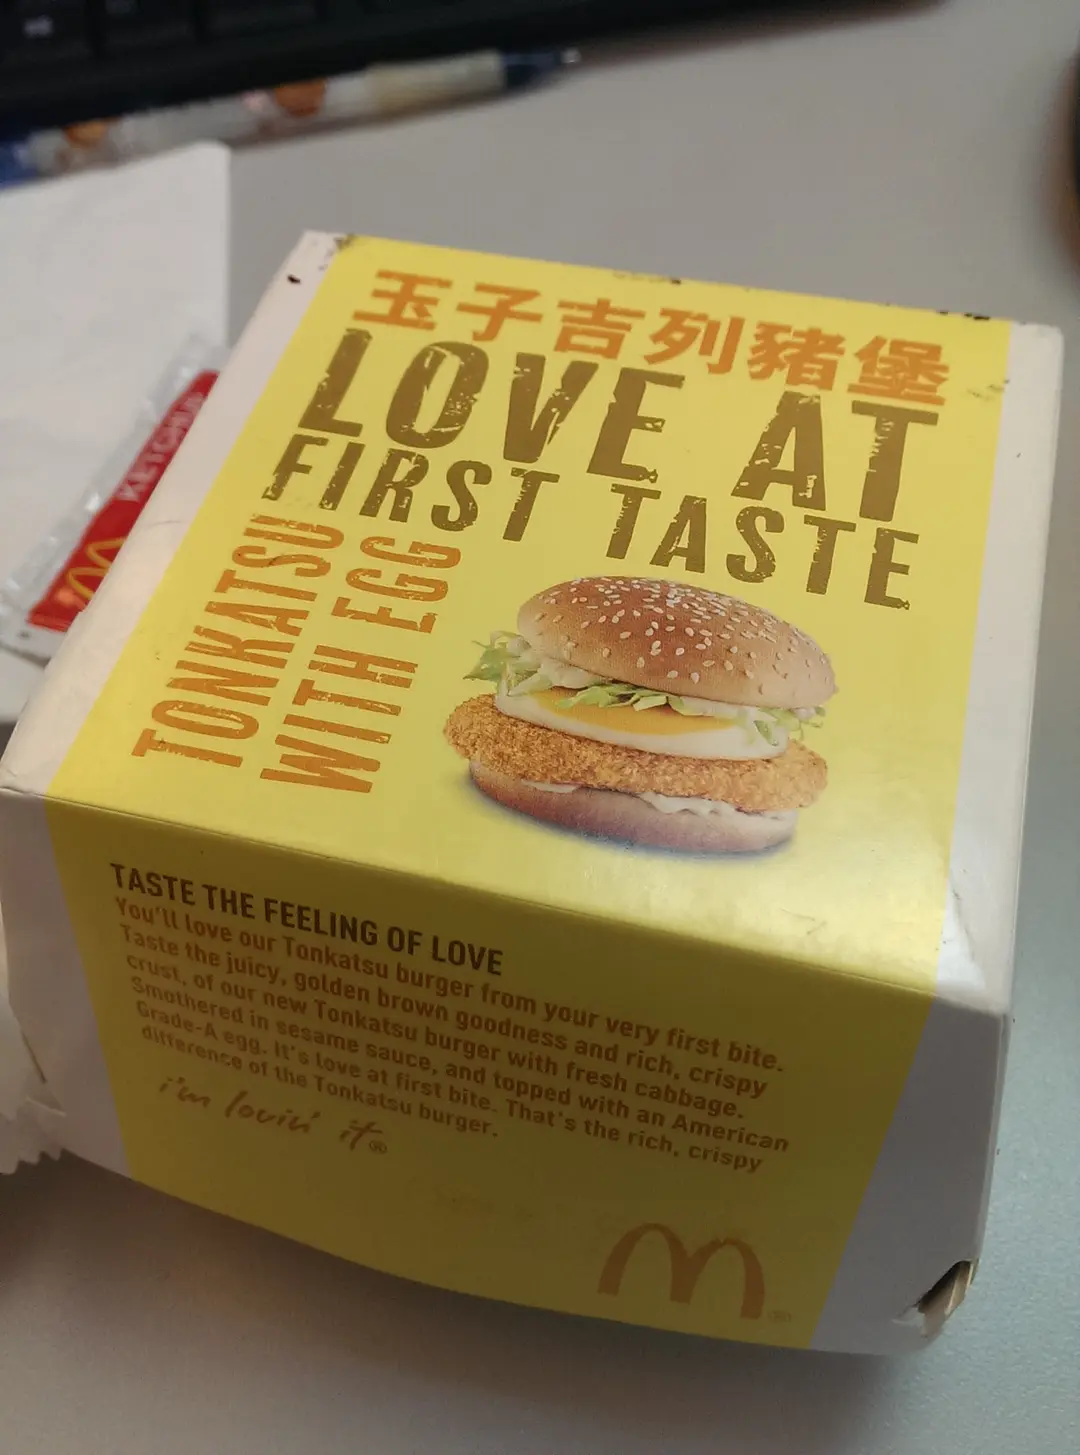 玉子吉列豬堡
LOVE AT
FIRST TASTE
TONKATSU
WITH EGG
KETCHUP
TASTE THE FEELING OF LOVE
You'll love our Tonkatsu burger from your very first bite.
Taste the juicy, golden brown goodness and rich, crispy
crust, of our new Tonkatsu burger with fresh cabbage.
Smothered in sesame sauce, and topped with an American
Grade-A egg. It's love at first bite. That's the rich, crispy
difference of the Tonkatsu burger.
i'm lovin' it®